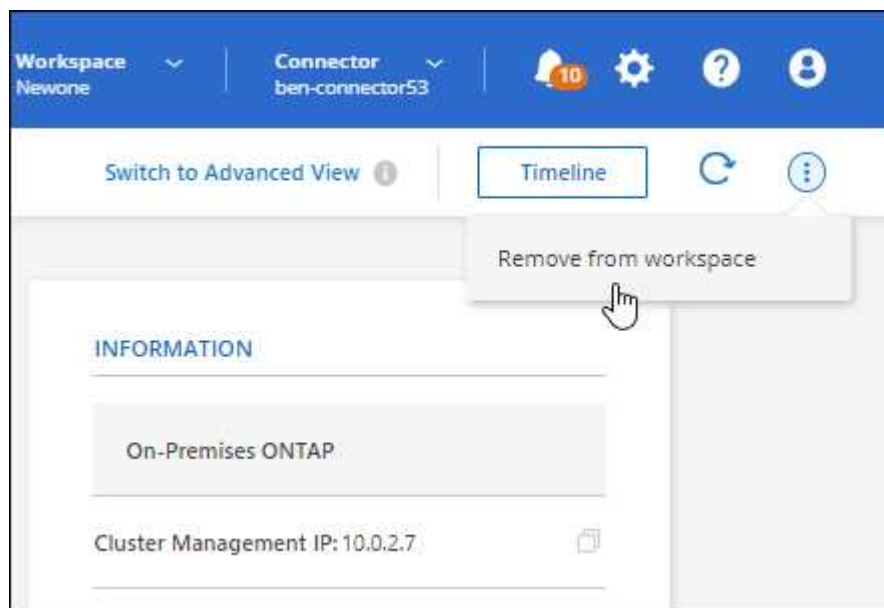 Workspace
Newone
Connector
ben-connector53
10
Switch to Advanced View
Timeline
Remove from workspace
INFORMATION
On-Premises ONTAP
Cluster Management IP: 10.0.2.7